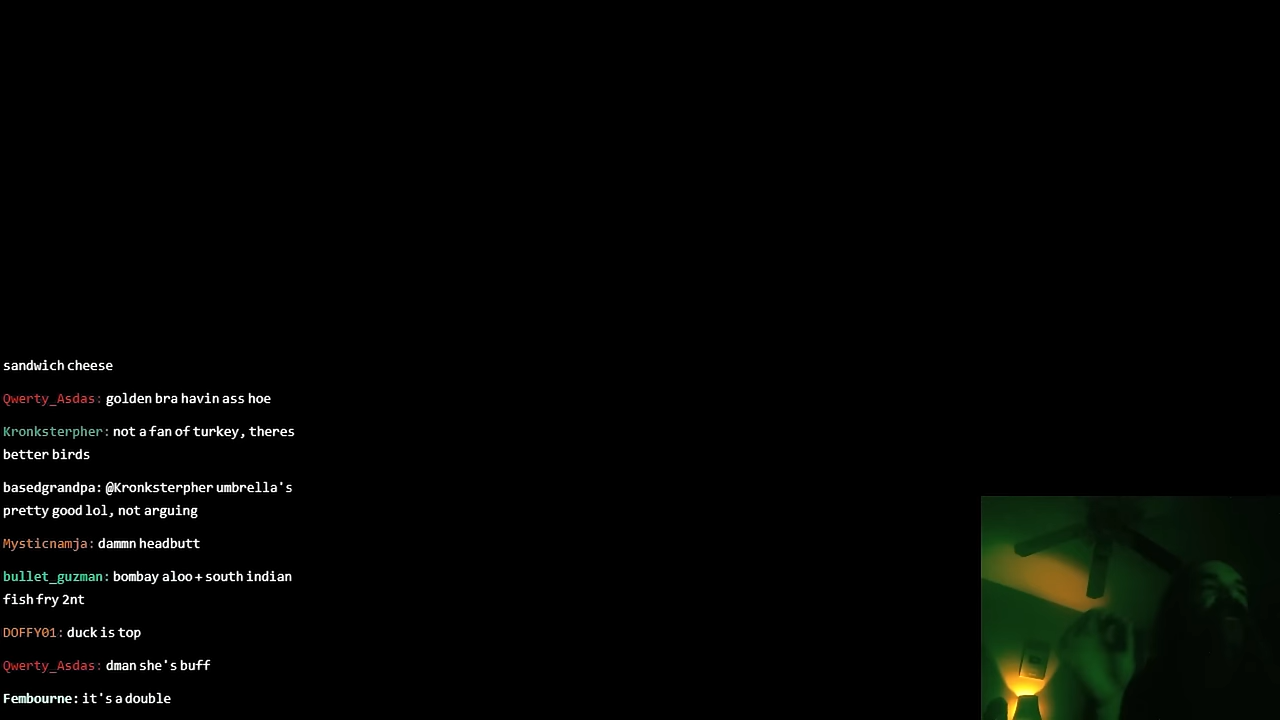 sandwich cheese
Qwerty_Asdas: golden bra havin ass hoe
Kronksterpher: not a fan of turkey, theres
better birds
basedgrandpa: @Kronksterpher umbrella's
pretty good lol, not arguing
Mysticnamja: dammn headbutt
bullet_guzman: bombay aloo + south indian
fish fry 2nt
DOFFY01: duck is top
Qwerty_Asdas: dman she's buff
Fembourne: it's a double